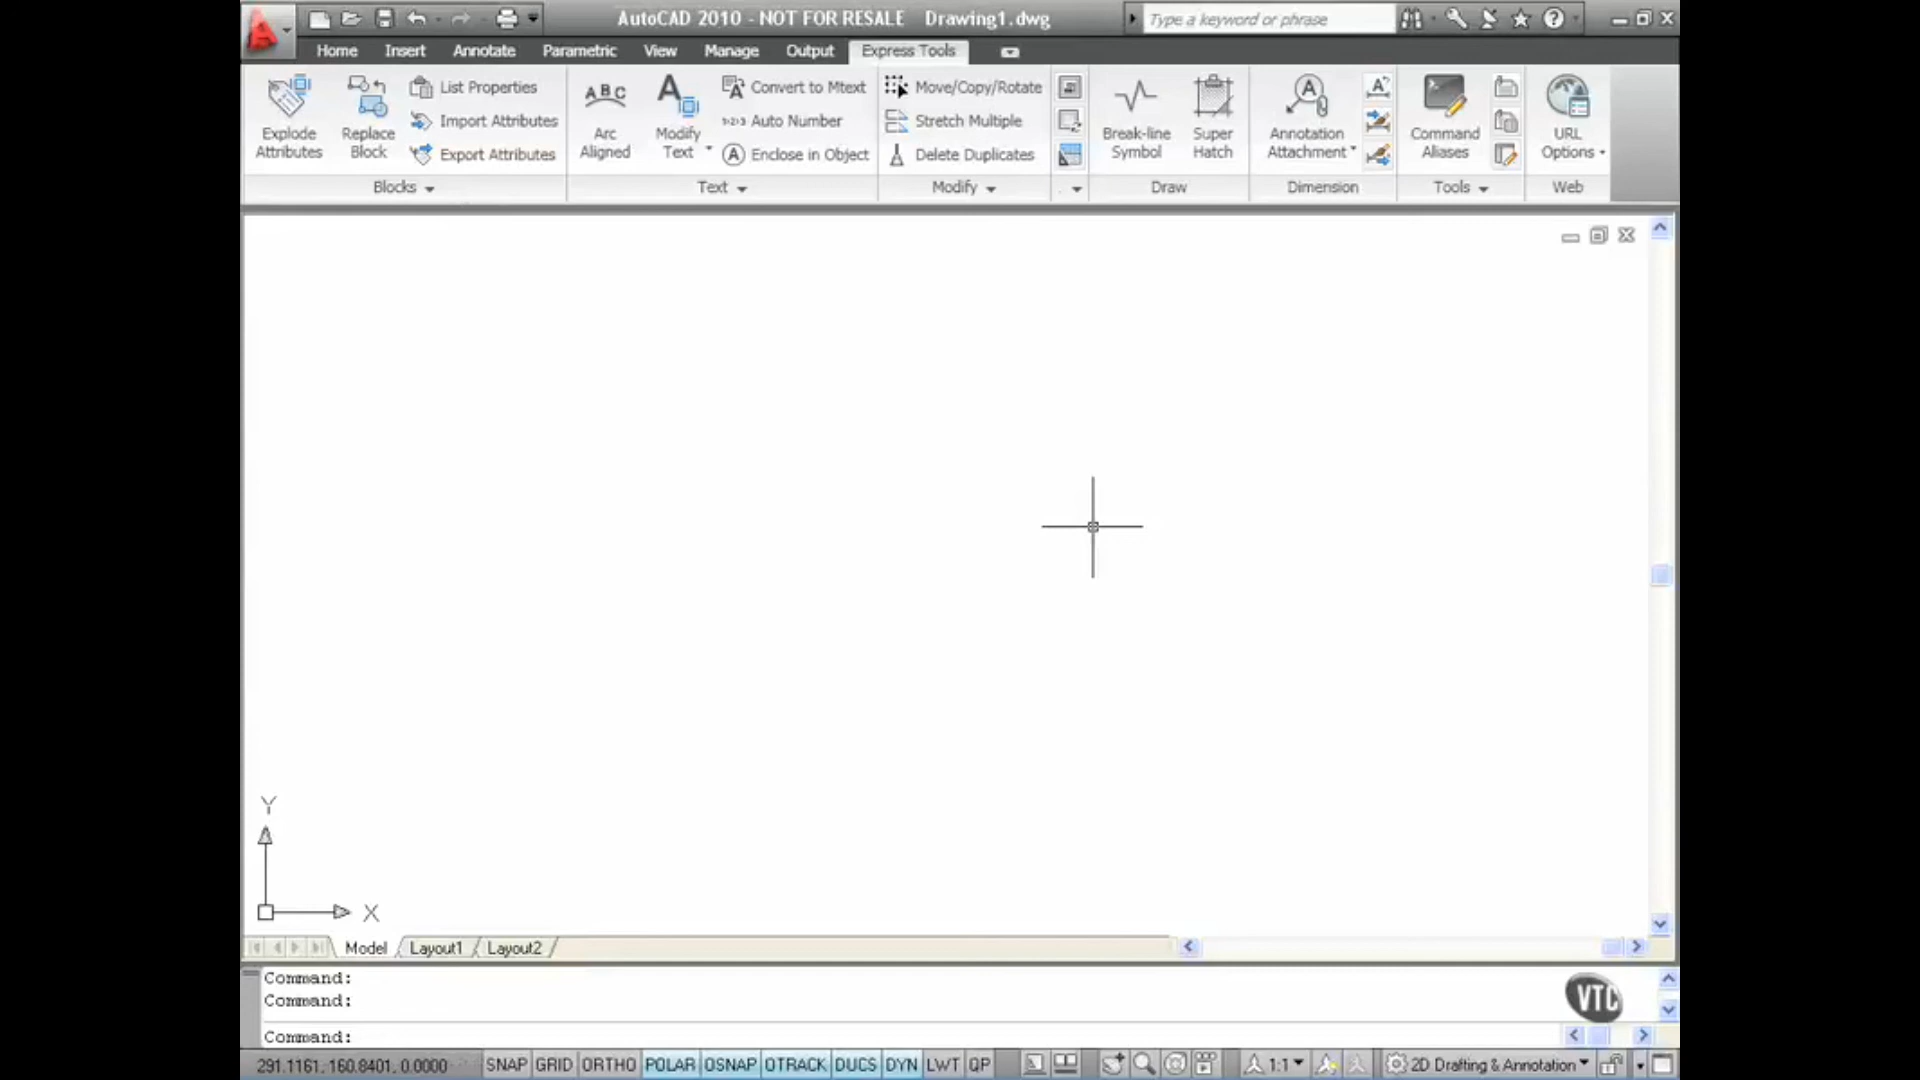 AutoCAD 2010 - NOT FOR RESALE Drawing1.dwg
Type a keyword or phrase
Home Insert Annotate Parametric View Manage Output Express Tools
Explode Attributes
Replace Block
List Properties
Import Attributes
Export Attributes
Blocks
ABC
Arc Aligned
Modify Text
Convert to Mtext
Auto Number
Enclose in Object
Text
Move/Copy/Rotate
Stretch Multiple
Delete Duplicates
Modify
Break-line Symbol
Super Hatch
Draw
Annotation Attachment
Dimension
Command Aliases
Tools
URL Options
Web
Y
X
Model Layout1 Layout2
Command:
Command:
Command:
VTC
291.1161, 160.8401, 0.0000 SNAP GRID ORTHO POLAR OSNAP OTRACK DUCS DYN LWT QP 1:1 2D Drafting & Annotation